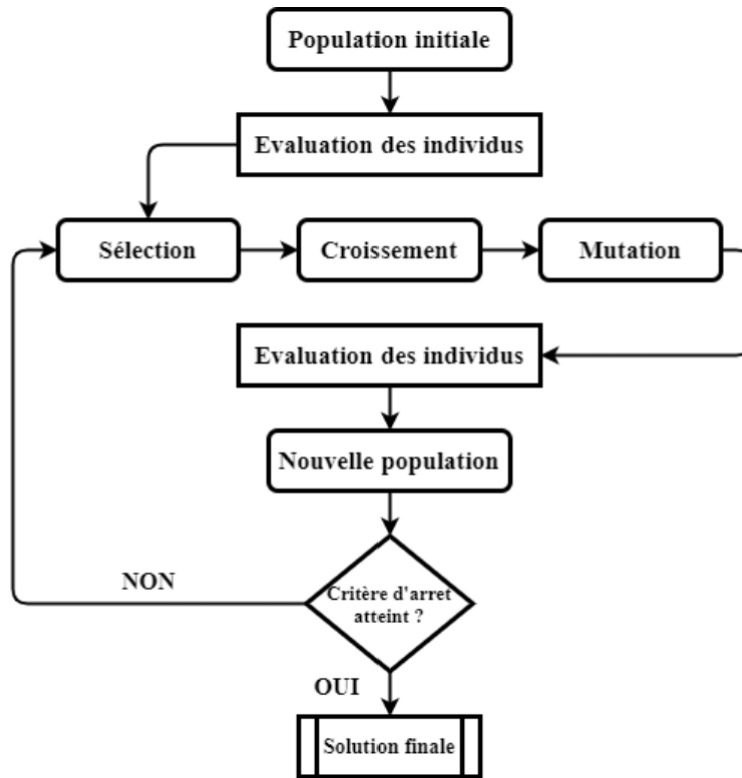 Population initiale
Evaluation des individus
Sélection
Croissement
Mutation
Evaluation des individus
Nouvelle population
Critère d'arret
atteint ?
NON
OUI
Solution finale